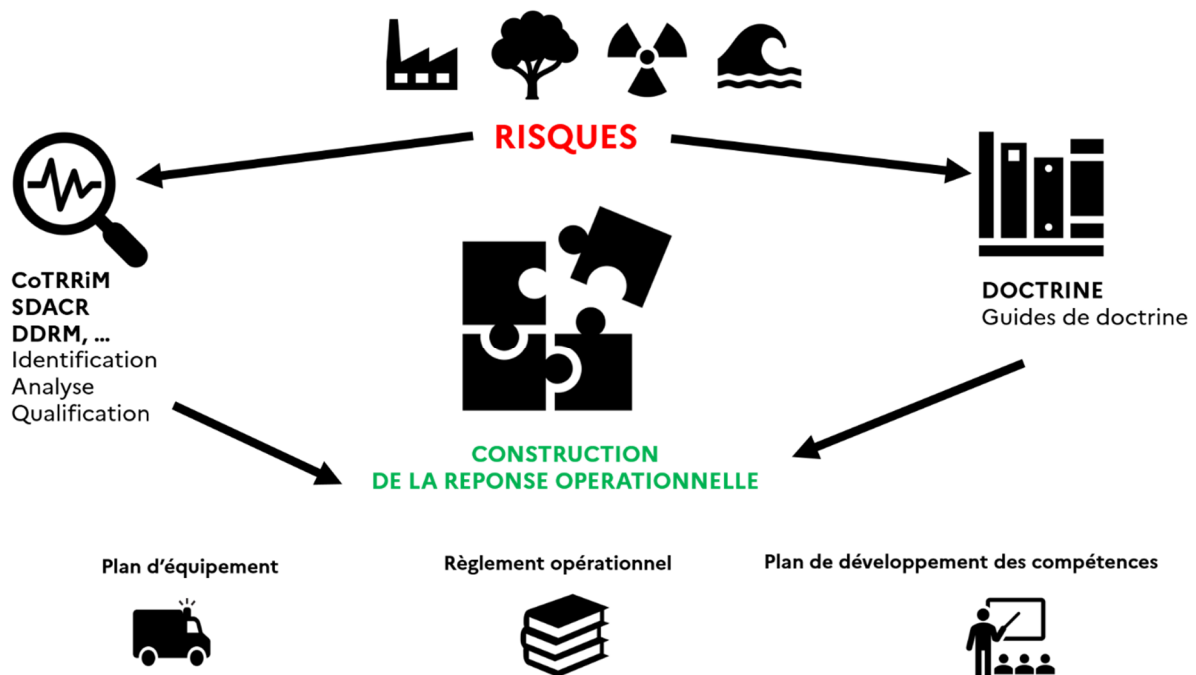 RISQUES
CoTRRiM
SDACR
DDRM, ...
Identification
Analyse
Qualification
DOCTRINE
Guides de doctrine
CONSTRUCTION
DE LA REPONSE OPERATIONNELLE
Plan d'équipement
Règlement opérationnel
Plan de développement des compétences